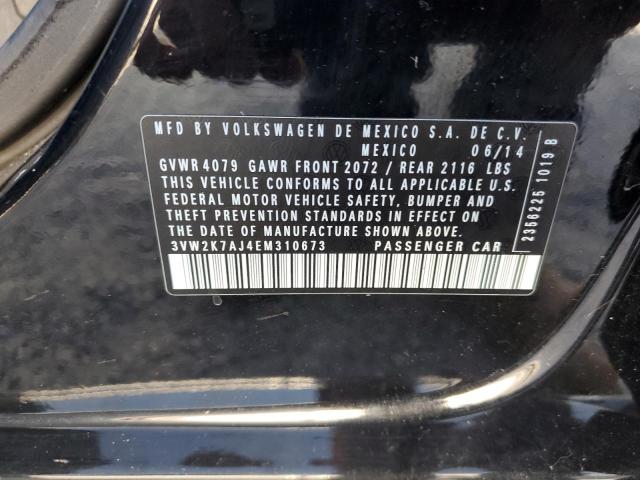 MFD BY VOLKSWAGEN DE MEXICO S.A. DE C.V.
MEXICO 06/14
GVWR 4079 GAWR FRONT 2072 / REAR 2116 LBS
THIS VEHICLE CONFORMS TO ALL APPLICABLE U.S.
FEDERAL MOTOR VEHICLE SAFETY, BUMPER AND
THEFT PREVENTION STANDARDS IN EFFECT ON
THE DATE OF MANUFACTURE SHOWN ABOVE.
3VW2K7AJ4EM310673 PASSENGER CAR
2356226 1019 B